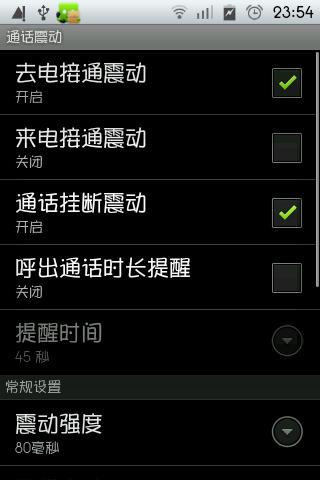 23:54
通话震动
去电接通震动
开启
来电接通震动
关闭
通话挂断震动
开启
呼出通话时长提醒
关闭
提醒时间
45 秒
常规设置
震动强度
80毫秒